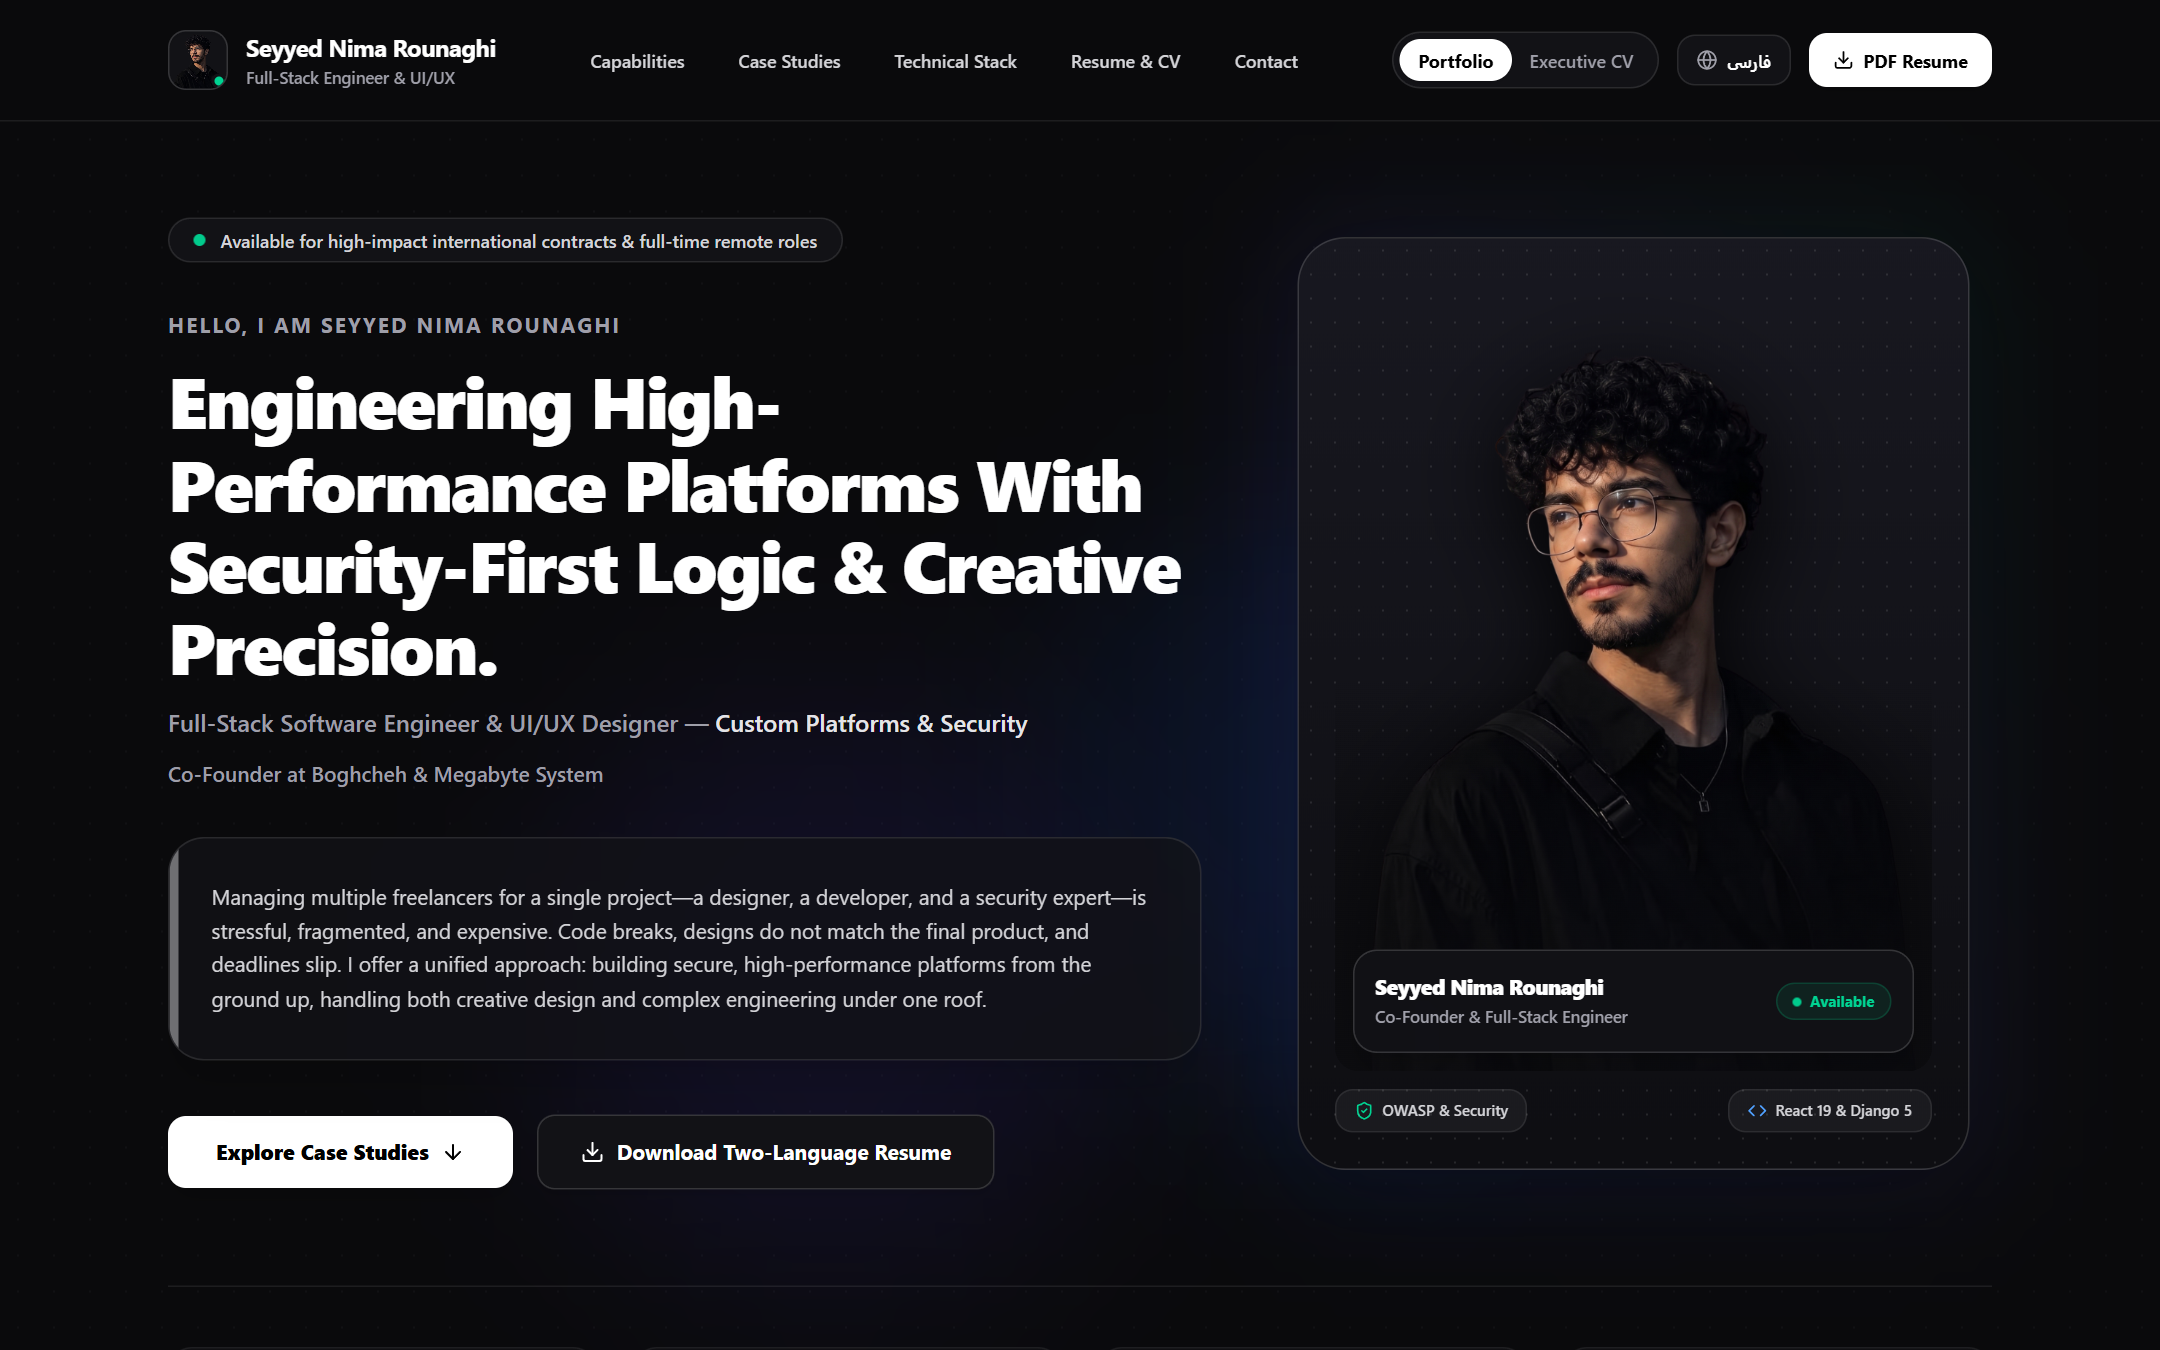 Seyyed Nima Rounaghi
Full-Stack Engineer & UI/UX
Capabilities
Case Studies
Technical Stack
Resume & CV
Contact
Portfolio
Executive CV
فارسی
PDF Resume
Available for high-impact international contracts & full-time remote roles
HELLO, I AM SEYYED NIMA ROUNAGHI
Engineering High-
Performance Platforms With
Security-First Logic & Creative
Precision.
Full-Stack Software Engineer & UI/UX Designer — Custom Platforms & Security
Co-Founder at Boghcheh & Megabyte System
Managing multiple freelancers for a single project—a designer, a developer, and a security expert—is
stressful, fragmented, and expensive. Code breaks, designs do not match the final product, and
deadlines slip. I offer a unified approach: building secure, high-performance platforms from the
ground up, handling both creative design and complex engineering under one roof.
Explore Case Studies
Download Two-Language Resume
Seyyed Nima Rounaghi
Co-Founder & Full-Stack Engineer
Available
OWASP & Security
React 19 & Django 5